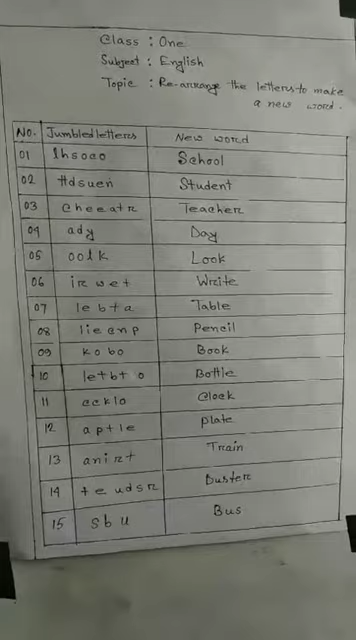 Class : One
Subject : English
Topic : Re-arrange the letters to make
a new word.
No. Jumbled letters New word
01 lhsoco School
02 ttdsuen Student
03 cheeatr Teacher
04 ady Day
05 oolk Look
06 irwet Write
07 lebta Table
08 liecnp Pencil
09 kobo Book
10 letbto Bottle
11 ccklo Clock
12 aptle plate
13 anirt Train
14 teudsr Duster
15 sbu Bus